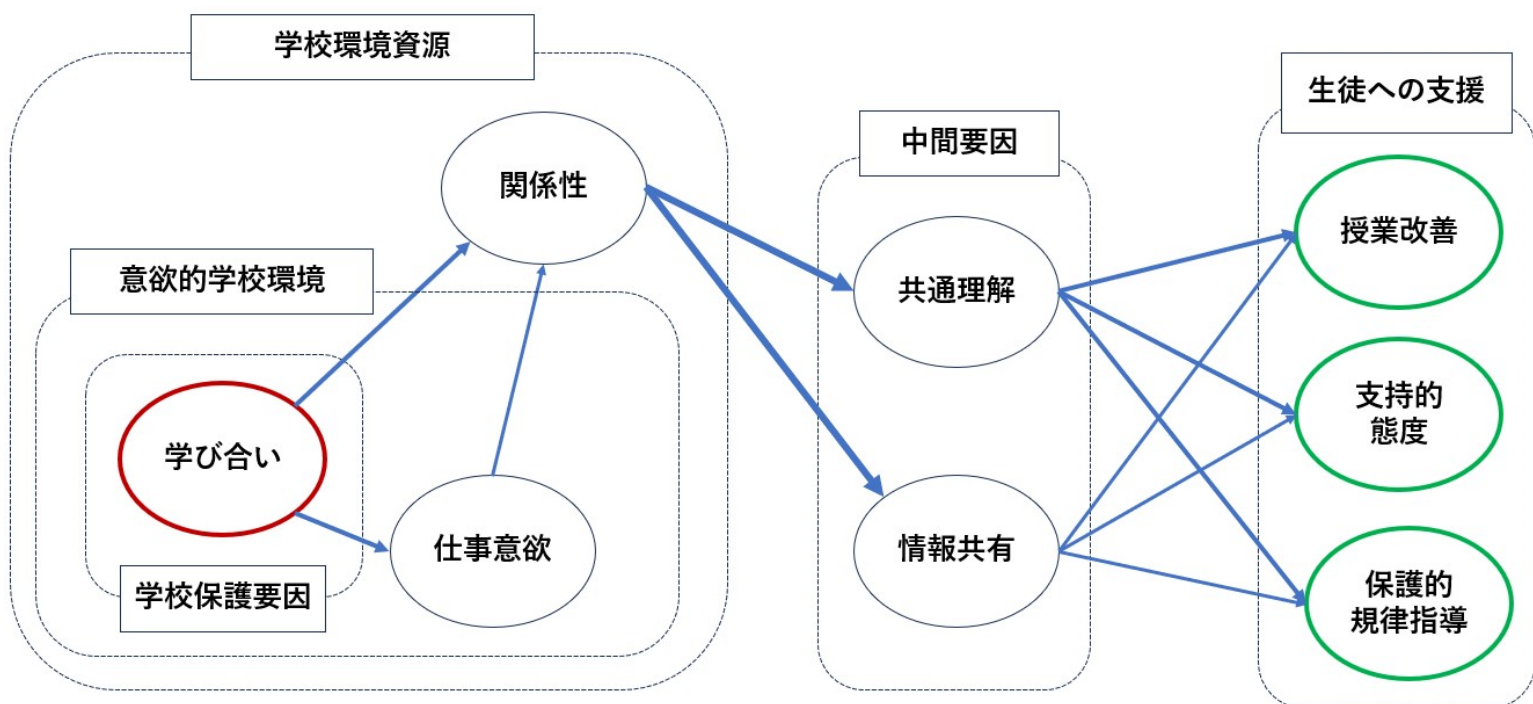 学校環境資源
関係性
意欲的学校環境
学び合い
仕事意欲
学校保護要因
中間要因
共通理解
情報共有
生徒への支援
授業改善
支持的
態度
保護的
規律指導